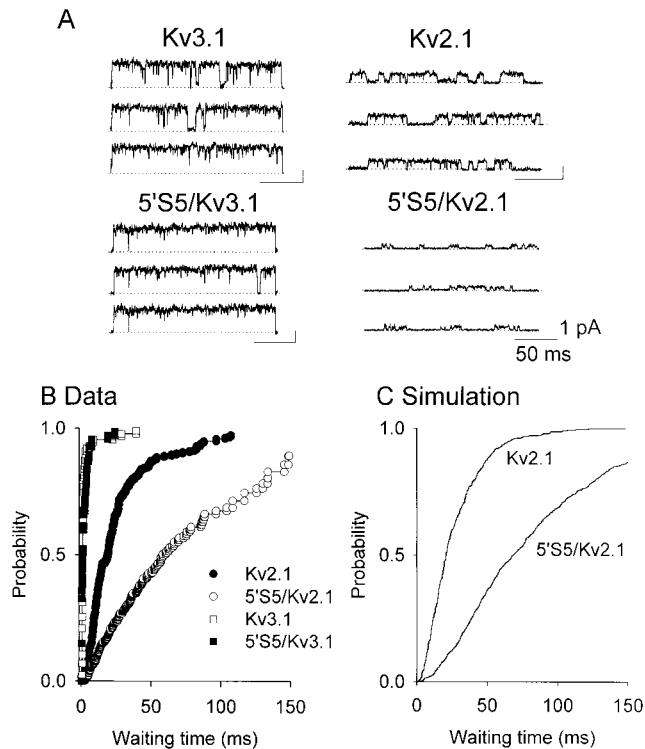 A
Kv3.1
Kv2.1
5'S5/Kv3.1
5'S5/Kv2.1
1 pA
50 ms
B Data
C Simulation
1.0
0.5
0.0
Probability
Kv2.1
5'S5/Kv2.1
Kv3.1
5'S5/Kv3.1
0
50
100
150
Waiting time (ms)
1.0
0.5
0.0
Probability
Kv2.1
5'S5/Kv2.1
0
50
100
150
Waiting time (ms)